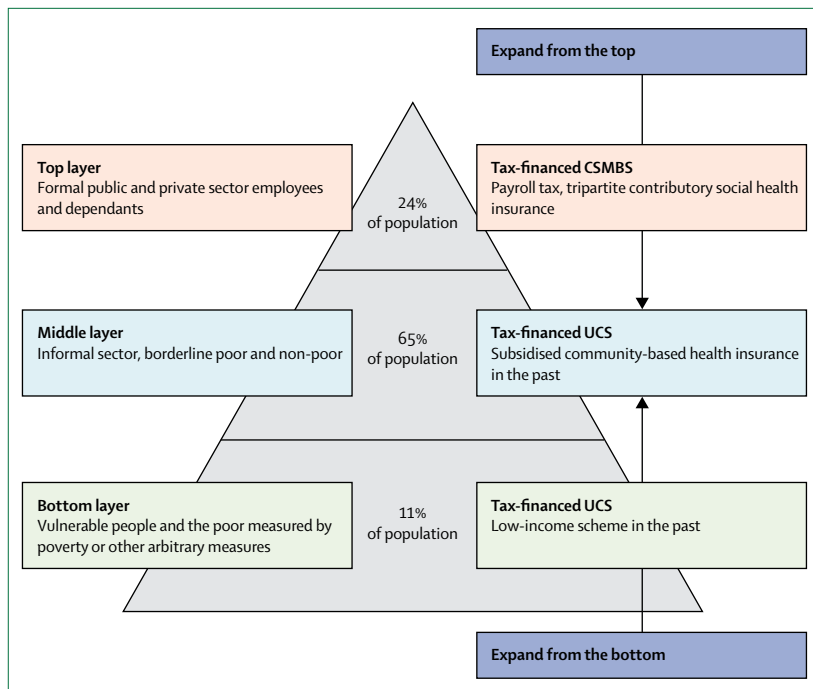 Expand from the top
Top layer
Formal public and private sector employees
and dependants
24%
of population
Tax-financed CSMBS
Payroll tax, tripartite contributory social health
insurance
Middle layer
Informal sector, borderline poor and non-poor
65%
of population
Tax-financed UCS
Subsidised community-based health insurance
in the past
Bottom layer
Vulnerable people and the poor measured by
poverty or other arbitrary measures
11%
of population
Tax-financed UCS
Low-income scheme in the past
Expand from the bottom